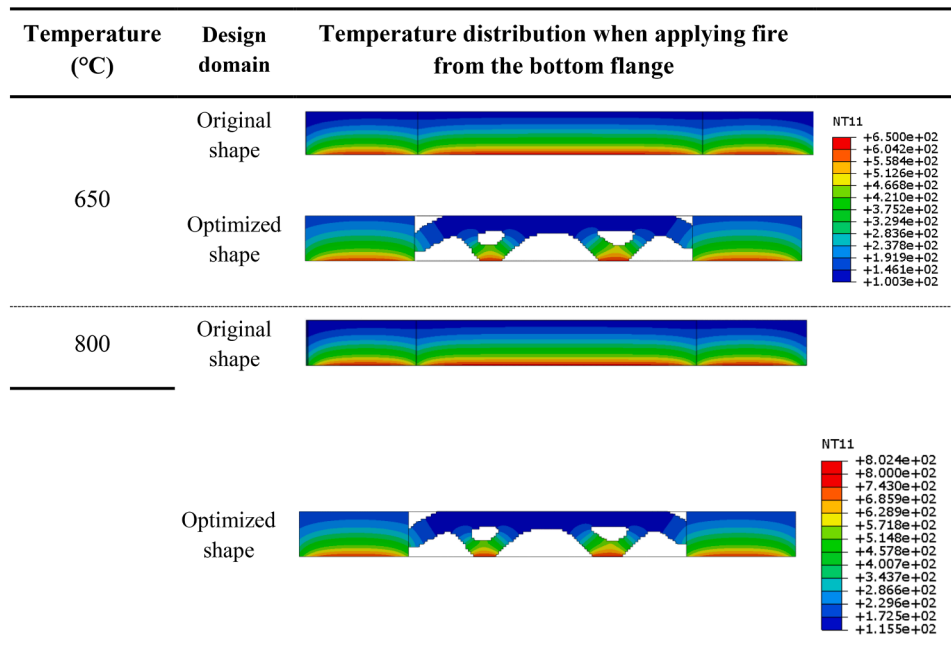 Temperature
(°C)
Design
domain
Temperature distribution when applying fire
from the bottom flange
650
Original
shape
Optimized
shape
NT11
+6.500e+02
+6.042e+02
+5.584e+02
+5.126e+02
+4.668e+02
+4.210e+02
+3.752e+02
+3.294e+02
+2.836e+02
+2.378e+02
+1.919e+02
+1.461e+02
+1.003e+02
800
Original
shape
Optimized
shape
NT11
+8.024e+02
+8.000e+02
+7.430e+02
+6.859e+02
+6.289e+02
+5.718e+02
+5.148e+02
+4.578e+02
+4.007e+02
+3.437e+02
+2.866e+02
+2.296e+02
+1.725e+02
+1.155e+02